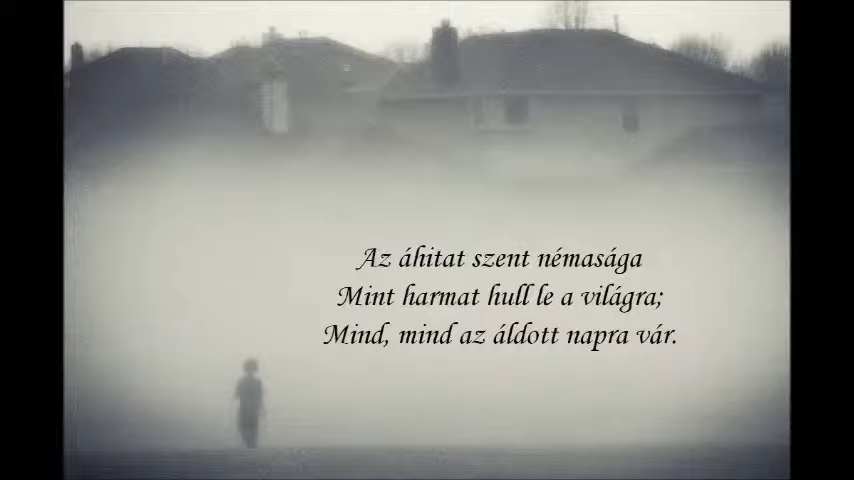 Az áhitat szent némasága
Mint harmat hull le a világra;
Mind, mind az áldott napra vár.